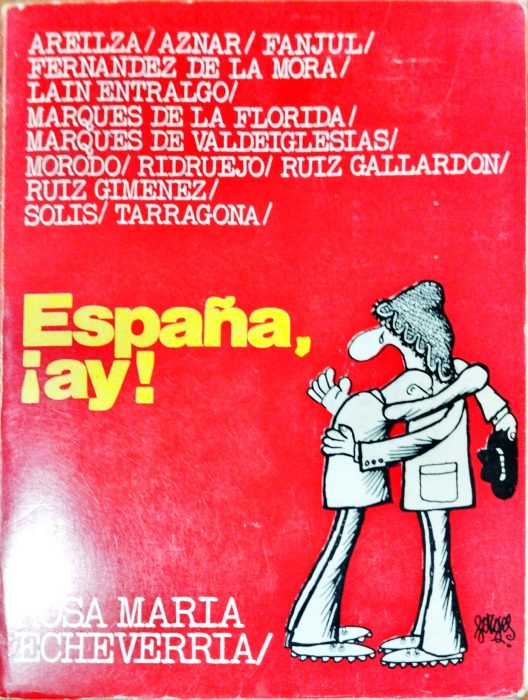 AREILZA/ AZNAR/ FANJUL/
FERNANDEZ DE LA MORA/
LAIN ENTRALGO/
MARQUES DE LA FLORIDA/
MARQUES DE VALDEIGLESIAS/
MORODO/ RIDRUEJO/ RUIZ GALLARDON/
RUIZ GIMENEZ/
SOLIS/ TARRAGONA/
España,
¡ay!
ROSA MARIA
ECHEVERRIA/
Forges